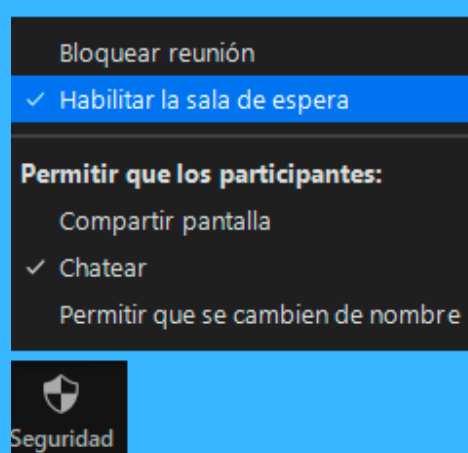 Bloquear reunión
Habilitar la sala de espera
Permitir que los participantes:
Compartir pantalla
Chatear
Permitir que se cambien de nombre
Seguridad